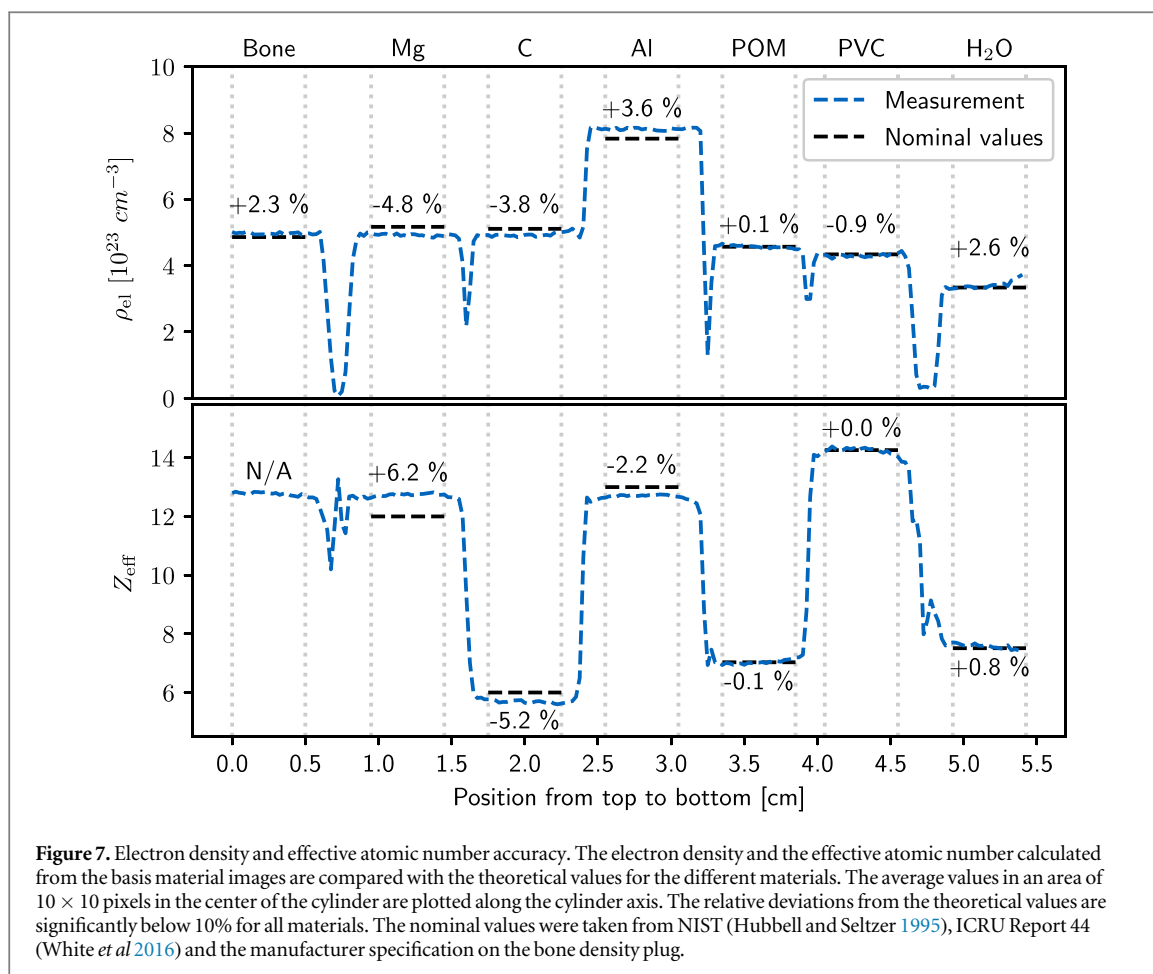 Bone Mg C Al POM PVC H₂O
10
8
6
4
2
0
ρel [10²³ cm⁻³]
Measurement
Nominal values
+2.3 %
-4.8 %
-3.8 %
+3.6 %
+0.1 %
-0.9 %
+2.6 %
14
12
10
8
6
Zeff
N/A
+6.2 %
-5.2 %
-2.2 %
-0.1 %
+0.0 %
+0.8 %
0.0 0.5 1.0 1.5 2.0 2.5 3.0 3.5 4.0 4.5 5.0 5.5
Position from top to bottom [cm]
Figure 7. Electron density and effective atomic number accuracy. The electron density and the effective atomic number calculated
from the basis material images are compared with the theoretical values for the different materials. The average values in an area of
10 × 10 pixels in the center of the cylinder are plotted along the cylinder axis. The relative deviations from the theoretical values are
significantly below 10% for all materials. The nominal values were taken from NIST (Hubbell and Seltzer 1995), ICRU Report 44
(White et al 2016) and the manufacturer specification on the bone density plug.